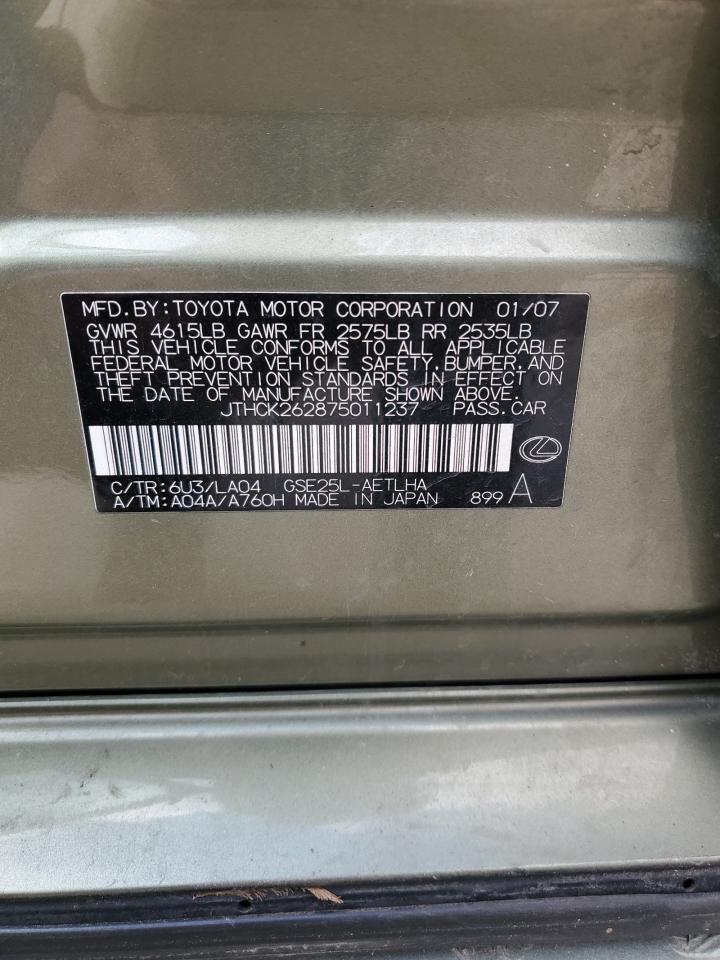 MFD. BY: TOYOTA MOTOR CORPORATION 01/07
GVWR 4615LB GAWR FR 2575LB RR 2535LB
THIS VEHICLE CONFORMS TO ALL APPLICABLE
FEDERAL MOTOR VEHICLE SAFETY, BUMPER, AND
THEFT PREVENTION STANDARDS IN EFFECT ON
THE DATE OF MANUFACTURE SHOWN ABOVE.
JTHCK262875011237 PASS. CAR
C/TR: 6U3/LA04 GSE25L-AETLHA
A/TM: A04A/A760H MADE IN JAPAN 899 A